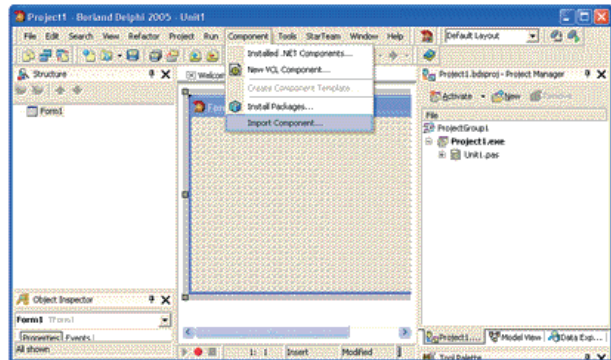 Project1 - Borland Delphi 2005 - Unit1
File Edit Search View Refactor Project Run Component Tools StarTeam Window Help
Default Layout
Structure
Form1
Welcom
Installed .NET Components...
New VCL Component...
Create Component Template
Install Packages...
Import Component...
Project1.bdsproj - Project Manager
Activate New Remove
File
ProjectGroup1
Project1.exe
Unit1.pas
Object Inspector
Form1 TForm1
Properties Events
All shown
1: 1 Insert Modified
Project1.... Model View Data Exp...
Tool Palette